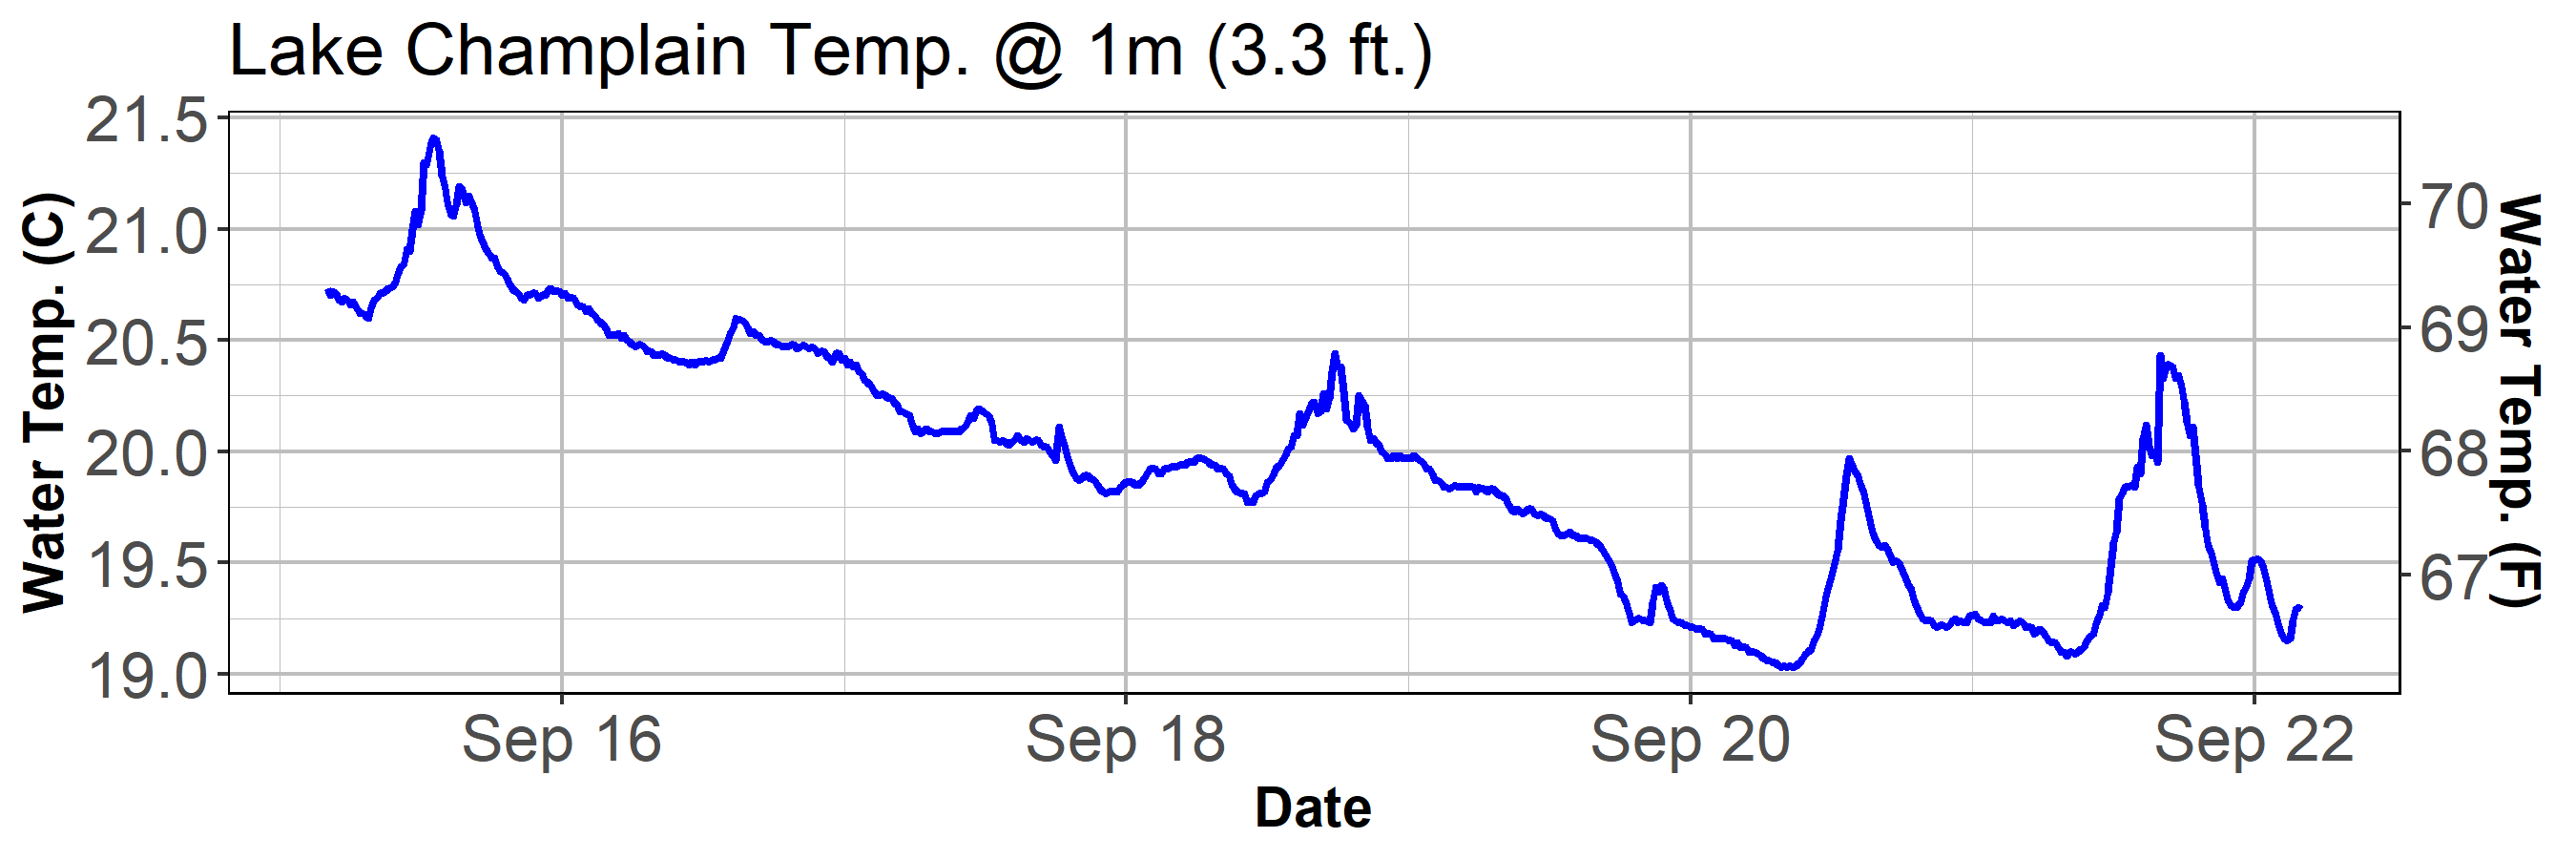 Lake Champlain Temp. @ 1m (3.3 ft.)
Water Temp. (C)
21.5
21.0
20.5
20.0
19.5
19.0
70
69
68
67
Water Temp. (F)
Sep 16
Sep 18
Sep 20
Sep 22
Date